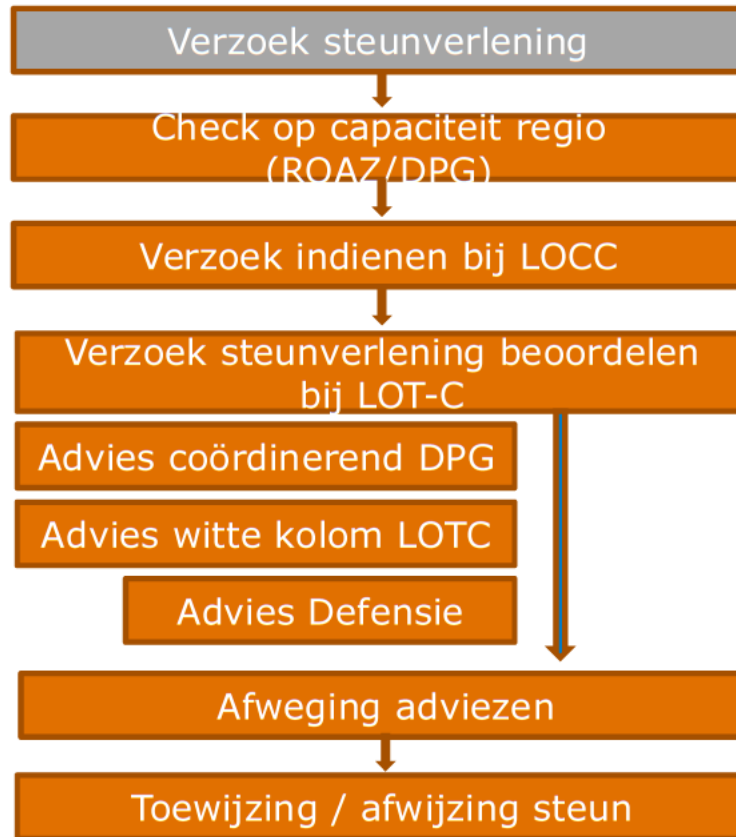 Verzoek steunverlening
Check op capaciteit regio
(ROAZ/DPG)
Verzoek indienen bij LOCC
Verzoek steunverlening beoordelen
bij LOT-C
Advies coördinerend DPG
Advies witte kolom LOTC
Advies Defensie
Afweging adviezen
Toewijzing / afwijzing steun